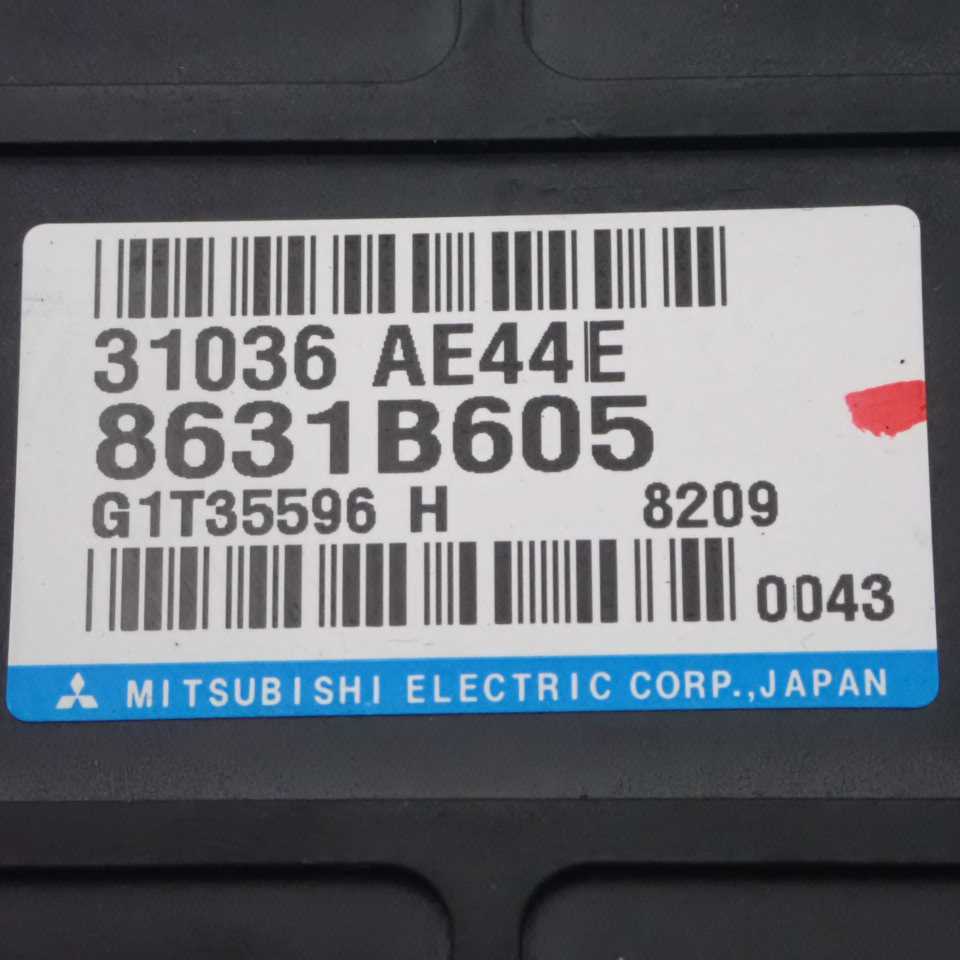 31036 AE44E
8631B605
G1T35596 H 8209
0043
MITSUBISHI ELECTRIC CORP.,JAPAN